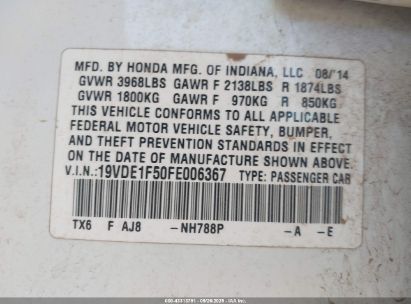 MFD. BY HONDA MFG. OF INDIANA, LLC 08/'14
GVWR 3968LBS GAWR F 2138LBS R 1874LBS
GVWR 1800KG GAWR F 970KG R 850KG
THIS VEHICLE CONFORMS TO ALL APPLICABLE
FEDERAL MOTOR VEHICLE SAFETY, BUMPER,
AND THEFT PREVENTION STANDARDS IN EFFECT
ON THE DATE OF MANUFACTURE SHOWN ABOVE.
V.I.N.: 19VDE1F50FE006367 TYPE: PASSENGER CAR
TX6 F AJ8 -NH788P -A -E